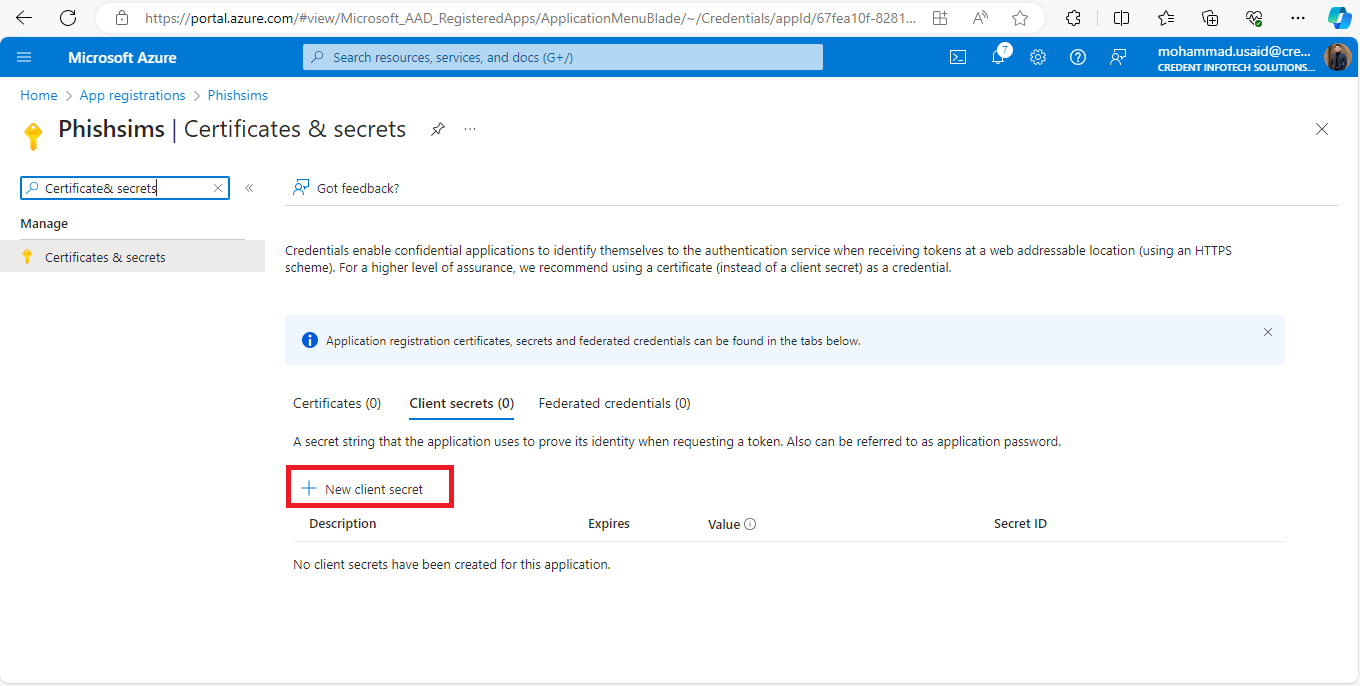 https://portal.azure.com/#view/Microsoft_AAD_RegisteredApps/ApplicationMenuBlade/~/Credentials/appId/67fea10f-8281...
Microsoft Azure
Search resources, services, and docs (G+/)
7
mohammad.usaid@cre...
CREDENT INFOTECH SOLUTIONS...
Home > App registrations > Phishsims
Phishsims | Certificates & secrets
Certificate& secrets
Got feedback?
Manage
Certificates & secrets
Credentials enable confidential applications to identify themselves to the authentication service when receiving tokens at a web addressable location (using an HTTPS
scheme). For a higher level of assurance, we recommend using a certificate (instead of a client secret) as a credential.
Application registration certificates, secrets and federated credentials can be found in the tabs below.
Certificates (0) Client secrets (0) Federated credentials (0)
A secret string that the application uses to prove its identity when requesting a token. Also can be referred to as application password.
New client secret
Description Expires Value Secret ID
No client secrets have been created for this application.